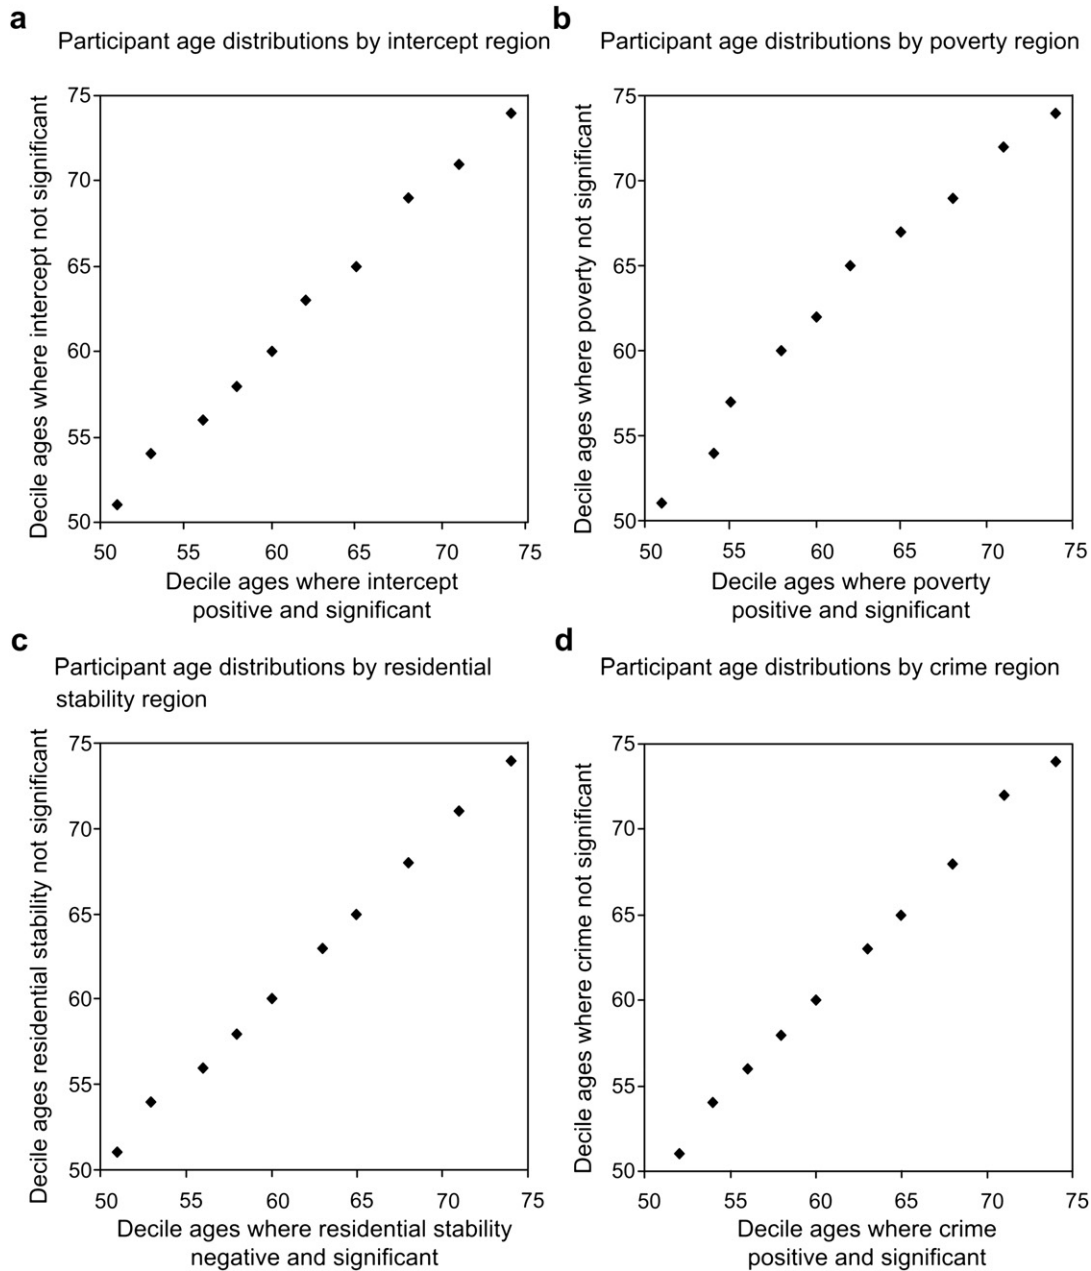 a
Participant age distributions by intercept region
Decile ages where intercept not significant
75
70
65
60
55
50
50 55 60 65 70 75
Decile ages where intercept
positive and significant
b
Participant age distributions by poverty region
Decile ages where poverty not significant
75
70
65
60
55
50
50 55 60 65 70 75
Decile ages where poverty
positive and significant
c
Participant age distributions by residential
stability region
Decile ages residential stability not significant
75
70
65
60
55
50
50 55 60 65 70 75
Decile ages where residential stability
negative and significant
d
Participant age distributions by crime region
Decile ages where crime not significant
75
70
65
60
55
50
50 55 60 65 70 75
Decile ages where crime
positive and significant